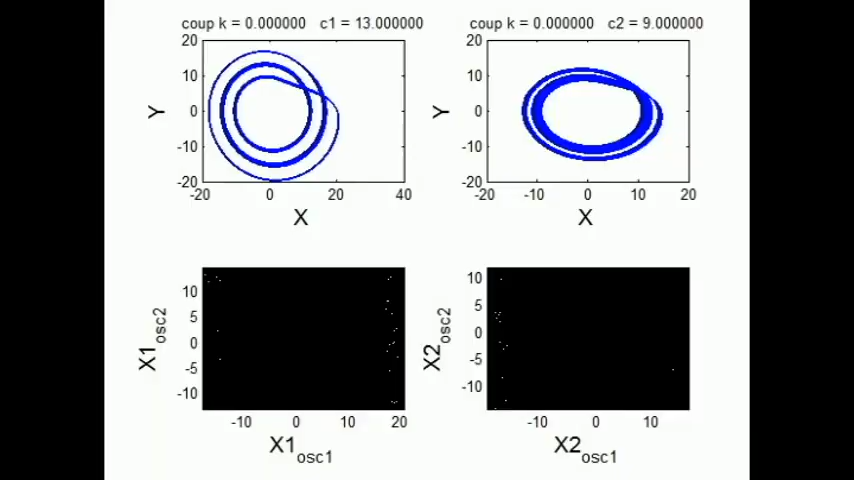 coup k = 0.000000 c1 = 13.000000
20
10
0
-10
-20
Y
-20 0 20 40
X
coup k = 0.000000 c2 = 9.000000
20
10
0
-10
-20
Y
-20 -10 0 10 20
X
10
5
0
-5
-10
X1osc2
-10 0 10 20
X1osc1
10
5
0
-5
-10
X2osc2
-10 0 10
X2osc1